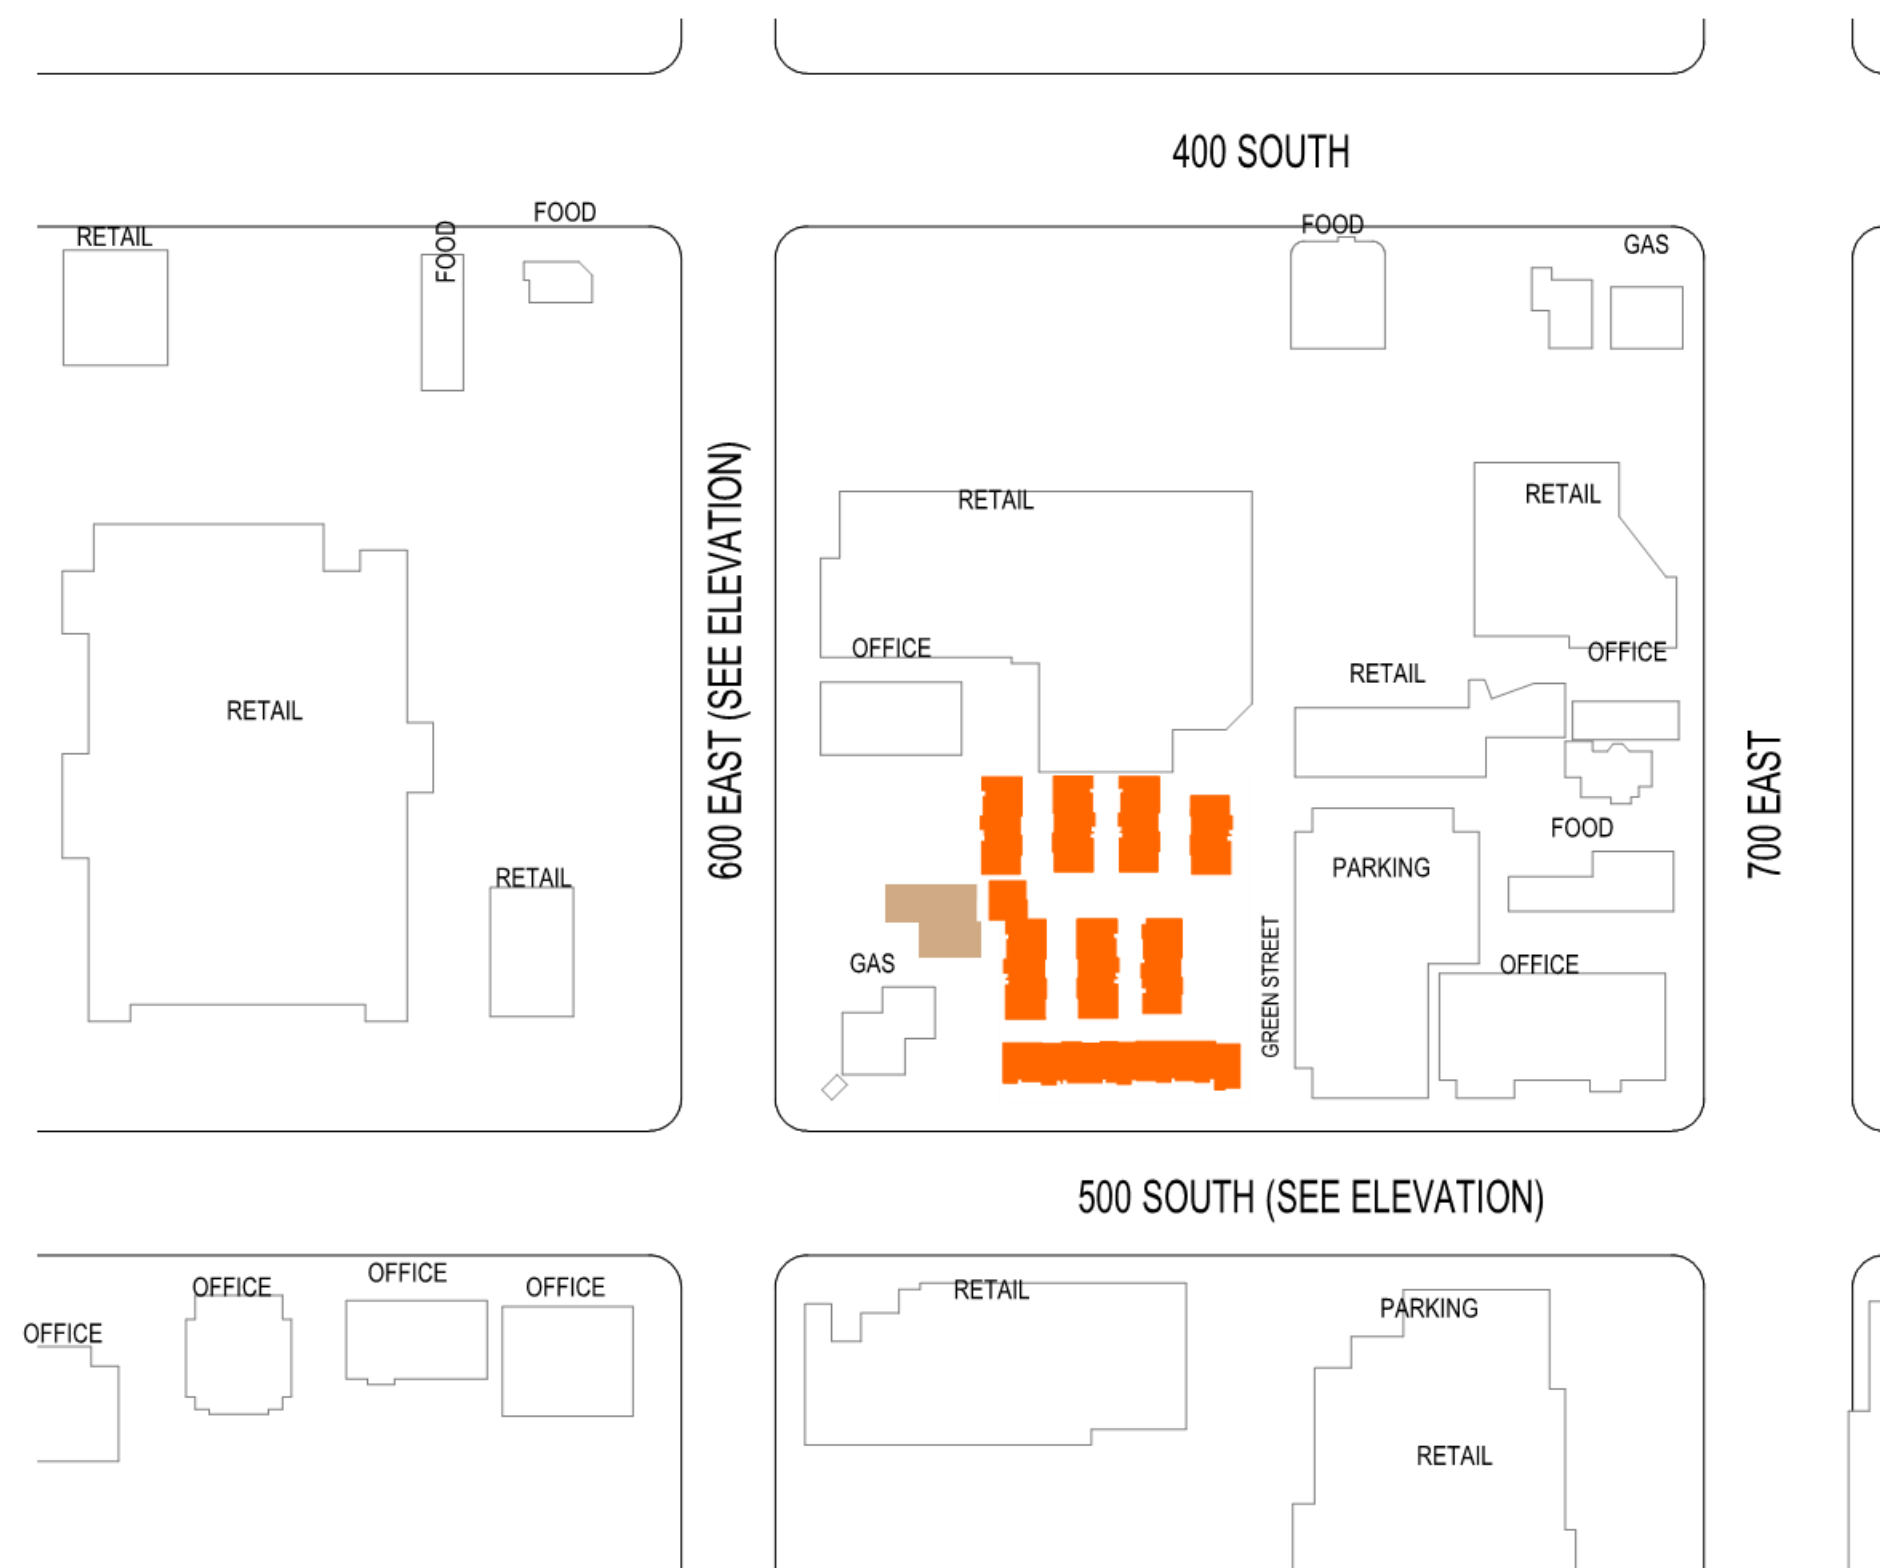 400 SOUTH
FOOD
FOOD
RETAIL
FOOD
GAS
RETAIL
RETAIL
600 EAST (SEE ELEVATION)
OFFICE
OFFICE
RETAIL
RETAIL
700 EAST
FOOD
PARKING
RETAIL
GAS
OFFICE
GREEN STREET
500 SOUTH (SEE ELEVATION)
OFFICE
OFFICE
OFFICE
RETAIL
PARKING
OFFICE
RETAIL